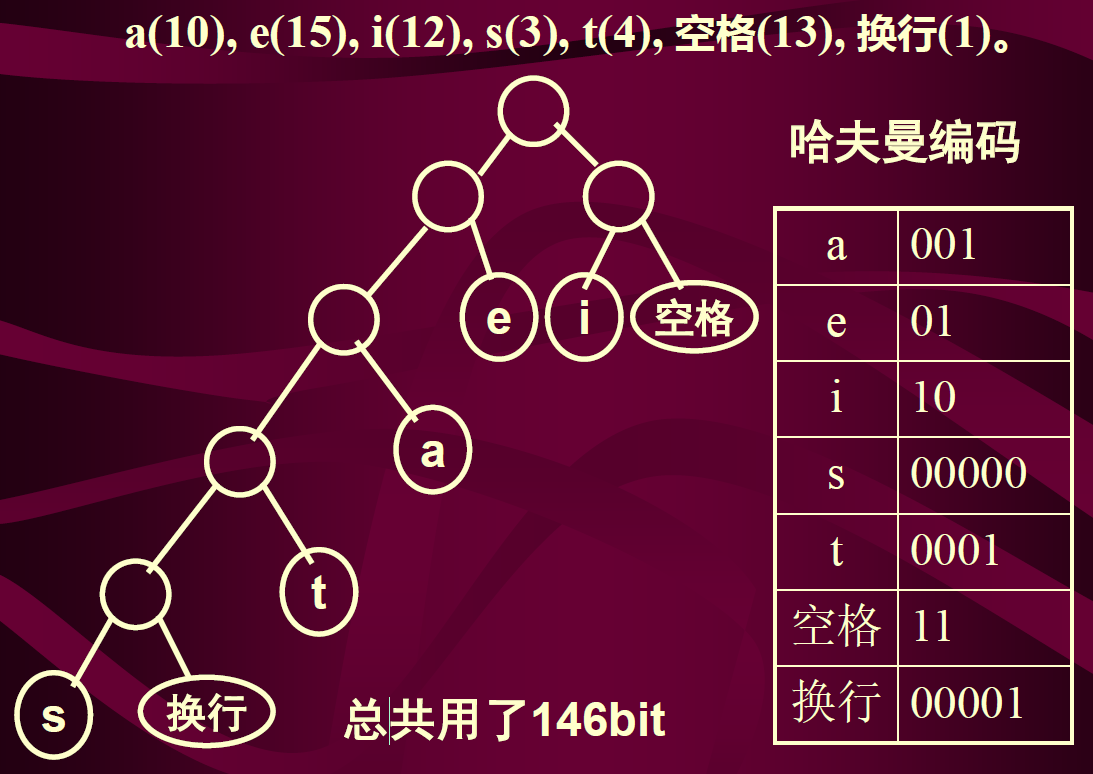 a(10), e(15), i(12), s(3), t(4), 空格(13), 换行(1)。
哈夫曼编码
e
i
空格
a
t
s
换行
总共用了146bit
a 001
e 01
i 10
s 00000
t 0001
空格 11
换行 00001